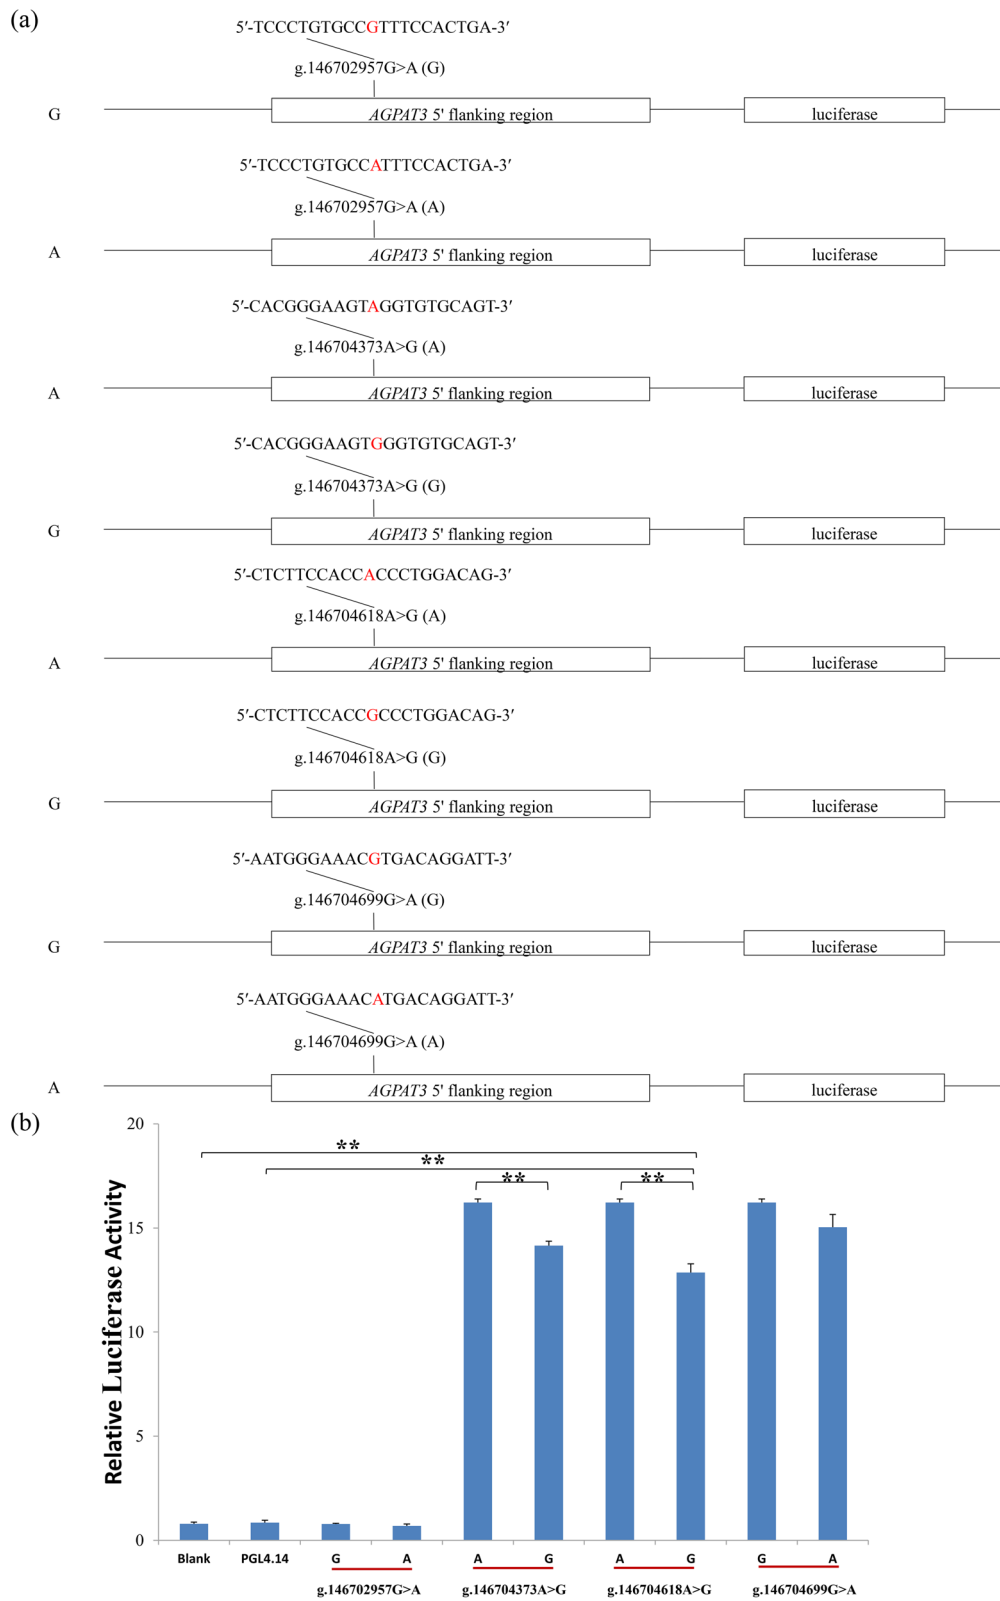 (a)
5′-TCCCTGTGCCGTTTCCACTGA-3′
g.146702957G>A (G)
G
AGPAT3 5' flanking region
luciferase
5′-TCCCTGTGCCATTTCCACTGA-3′
g.146702957G>A (A)
A
AGPAT3 5' flanking region
luciferase
5′-CACGGGAAGTAGGTGTGCAGT-3′
g.146704373A>G (A)
A
AGPAT3 5' flanking region
luciferase
5′-CACGGGAAGTGGGTGTGCAGT-3′
g.146704373A>G (G)
G
AGPAT3 5' flanking region
luciferase
5′-CTCTTCCACCACCCTGGACAG-3′
g.146704618A>G (A)
A
AGPAT3 5' flanking region
luciferase
5′-CTCTTCCACCGCCCTGGACAG-3′
g.146704618A>G (G)
G
AGPAT3 5' flanking region
luciferase
5′-AATGGGAAACGTGACAGGATT-3′
g.146704699G>A (G)
G
AGPAT3 5' flanking region
luciferase
5′-AATGGGAAACATGACAGGATT-3′
g.146704699G>A (A)
A
AGPAT3 5' flanking region
luciferase
(b)
Relative Luciferase Activity
20
15
10
5
0
**
**
** **
Blank PGL4.14 G A A G A G G A
g.146702957G>A g.146704373A>G g.146704618A>G g.146704699G>A